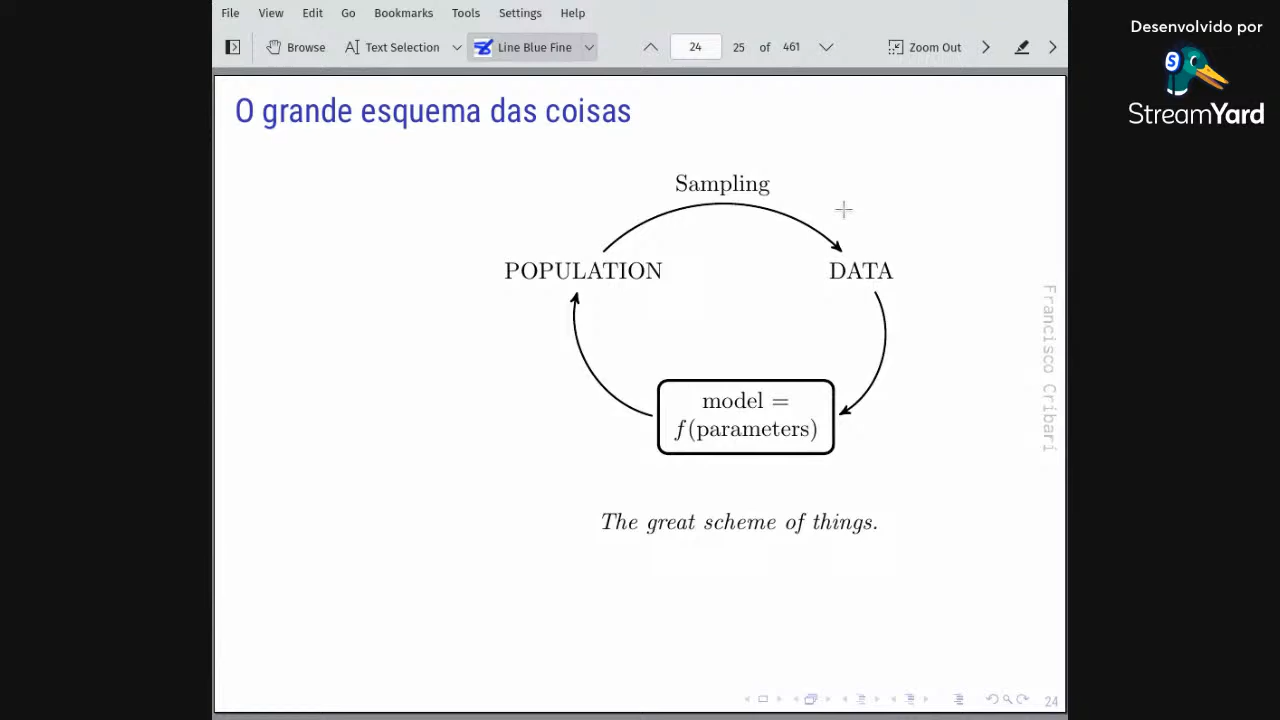 File View Edit Go Bookmarks Tools Settings Help
Browse Text Selection Line Blue Fine 24 25 of 461 Zoom Out
Desenvolvido por
S
StreamYard
O grande esquema das coisas
Sampling
POPULATION DATA
model =
f(parameters)
The great scheme of things.
Francisco Cribari
24